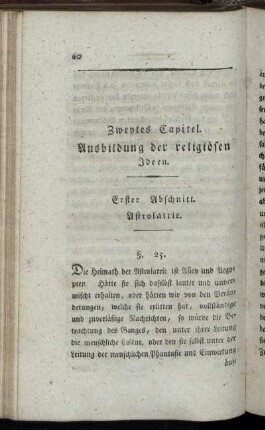 60
Zweytes Capitel.
Ausbildung der religiösen
Ideen.
Erster Abschnitt.
Astrolatrie.
§. 25.
Die Heimath der Astrolatrie ist Asien und Aegyp
pten. Hätte sie sich daselbst lauter und unver
mischt erhalten, oder hätten wir von den Verän
derungen, welche sie erlitten hat, vollständige
und zuverläßige Nachrichten, so würde die Be
trachtung des Ganges, den unter ihrer Leitung
die menschliche Cultur, oder den sie selbst unter der
Leitung der menschlichen Phantasie und Einwirkung
äuße